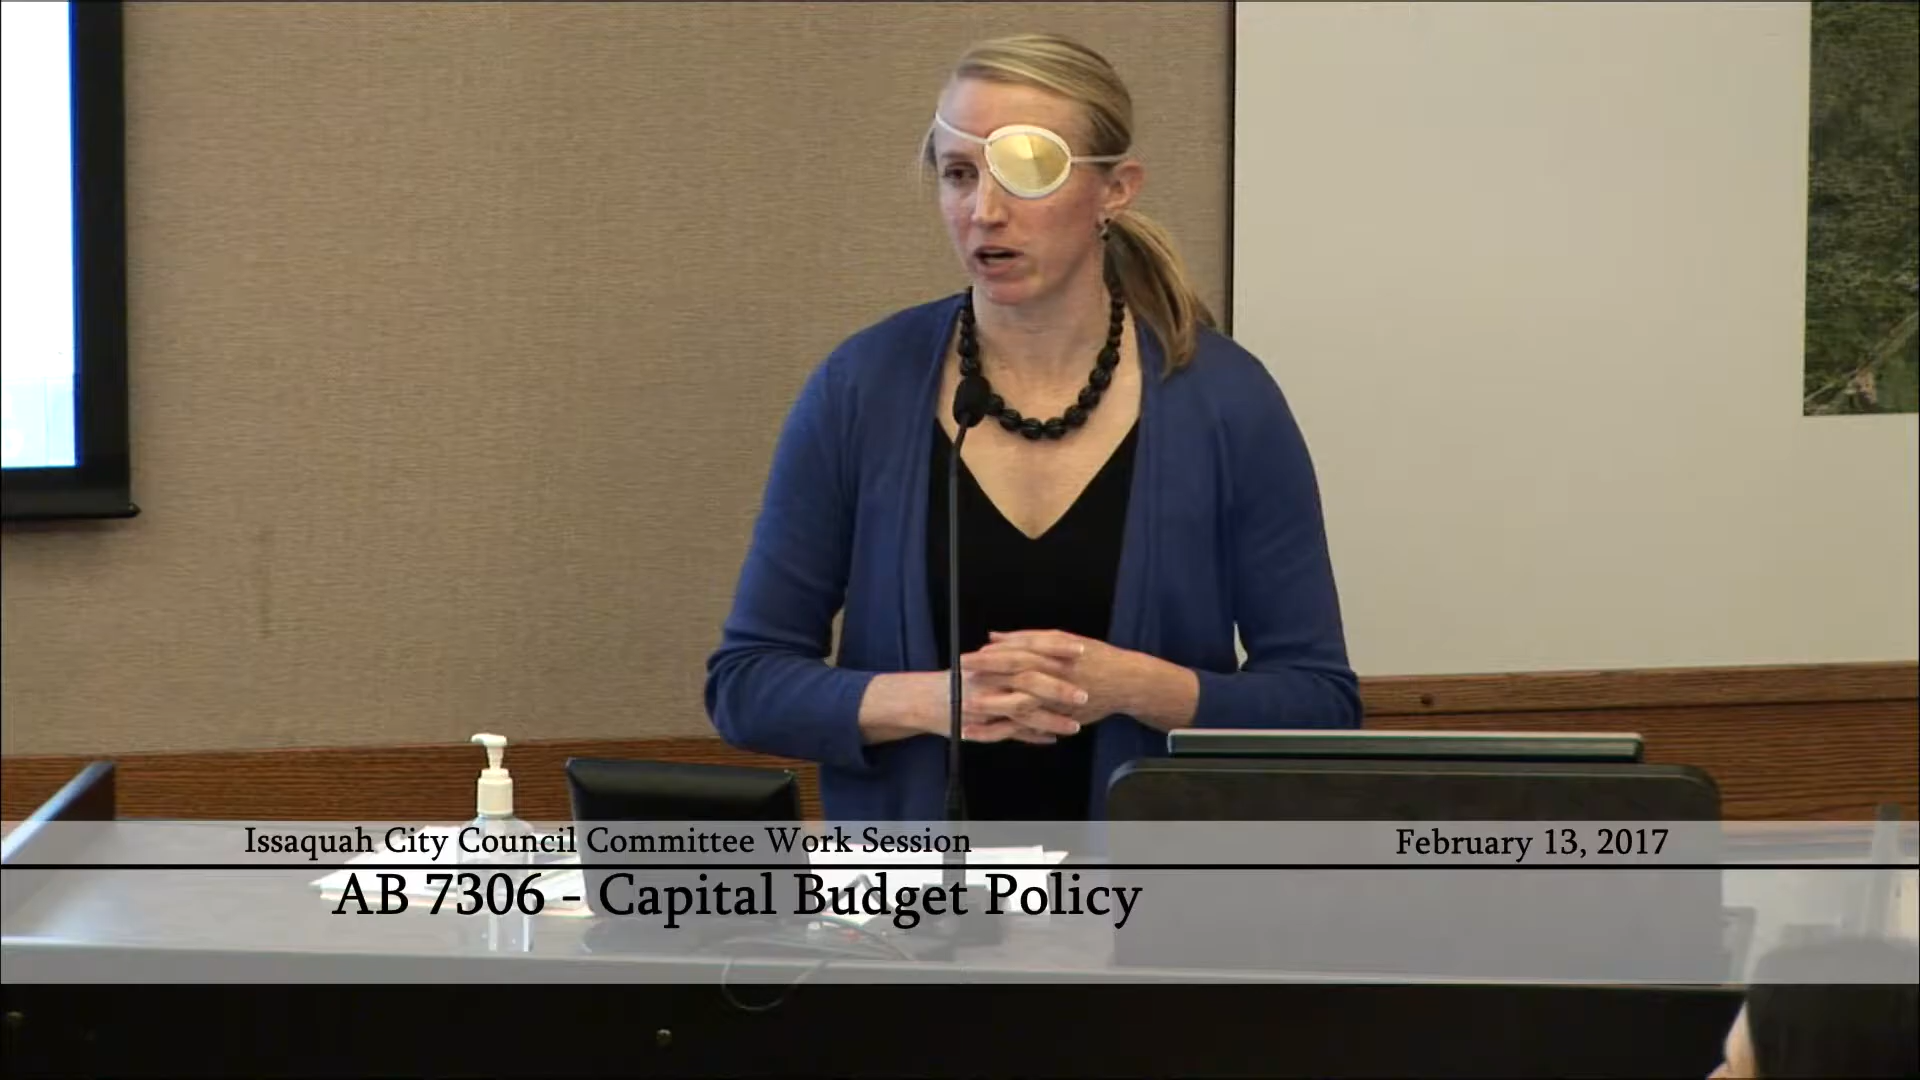 Issaquah City Council Committee Work Session
February 13, 2017
AB 7306 - Capital Budget Policy